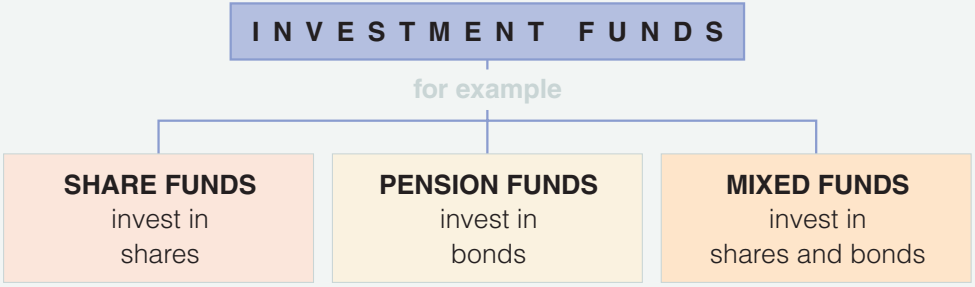 INVESTMENT FUNDS
for example
SHARE FUNDS
invest in
shares
PENSION FUNDS
invest in
bonds
MIXED FUNDS
invest in
shares and bonds